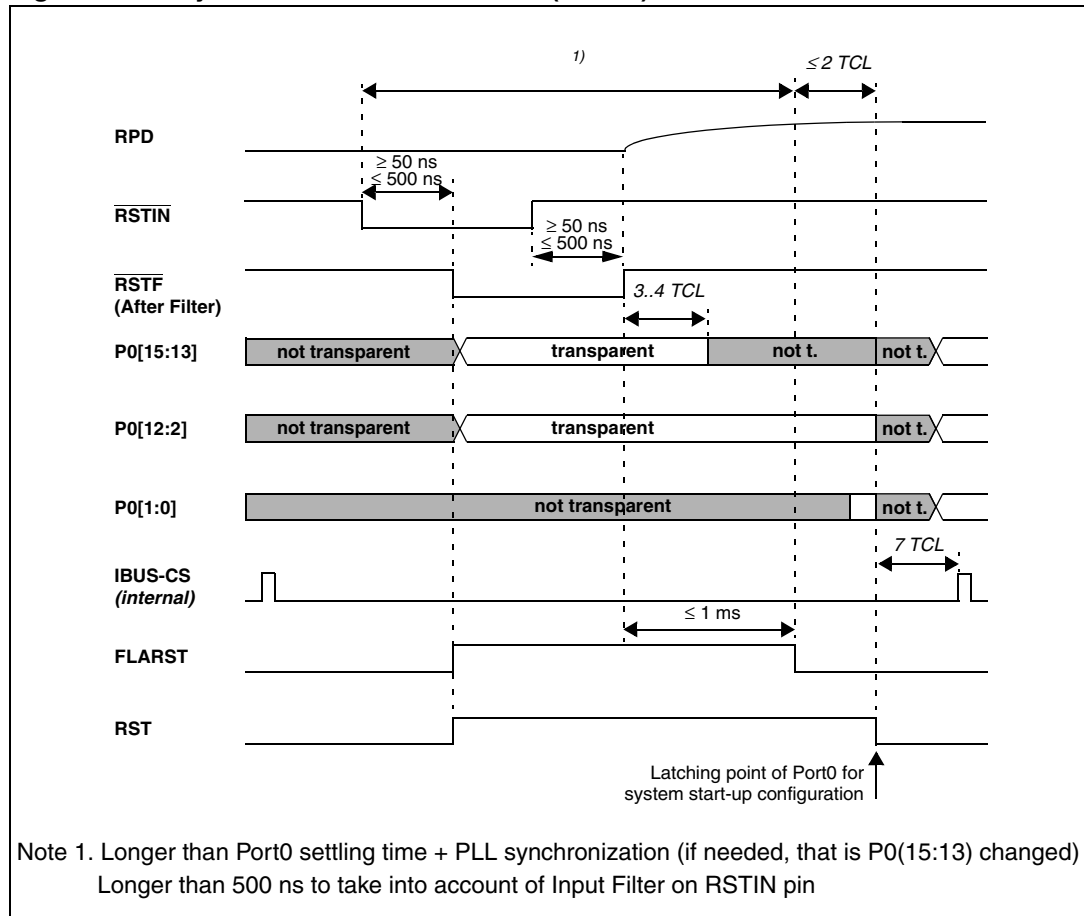 1)
≤ 2 TCL
RPD
≥ 50 ns
≤ 500 ns
RSTIN
≥ 50 ns
≤ 500 ns
RSTF
(After Filter)
3..4 TCL
P0[15:13]
not transparent
transparent
not t.
not t.
P0[12:2]
not transparent
transparent
not t.
P0[1:0]
not transparent
not t.
7 TCL
IBUS-CS
(internal)
≤ 1 ms
FLARST
RST
Latching point of Port0 for
system start-up configuration
Note 1. Longer than Port0 settling time + PLL synchronization (if needed, that is P0(15:13) changed)
Longer than 500 ns to take into account of Input Filter on RSTIN pin